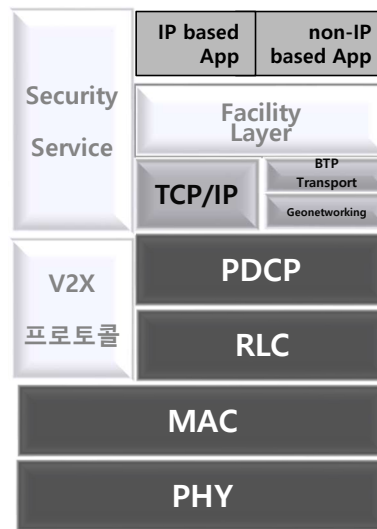 IP based
App
non-IP
based App
Security
Service
Facility
Layer
TCP/IP
BTP
Transport
Geonetworking
V2X
프로토콜
PDCP
RLC
MAC
PHY